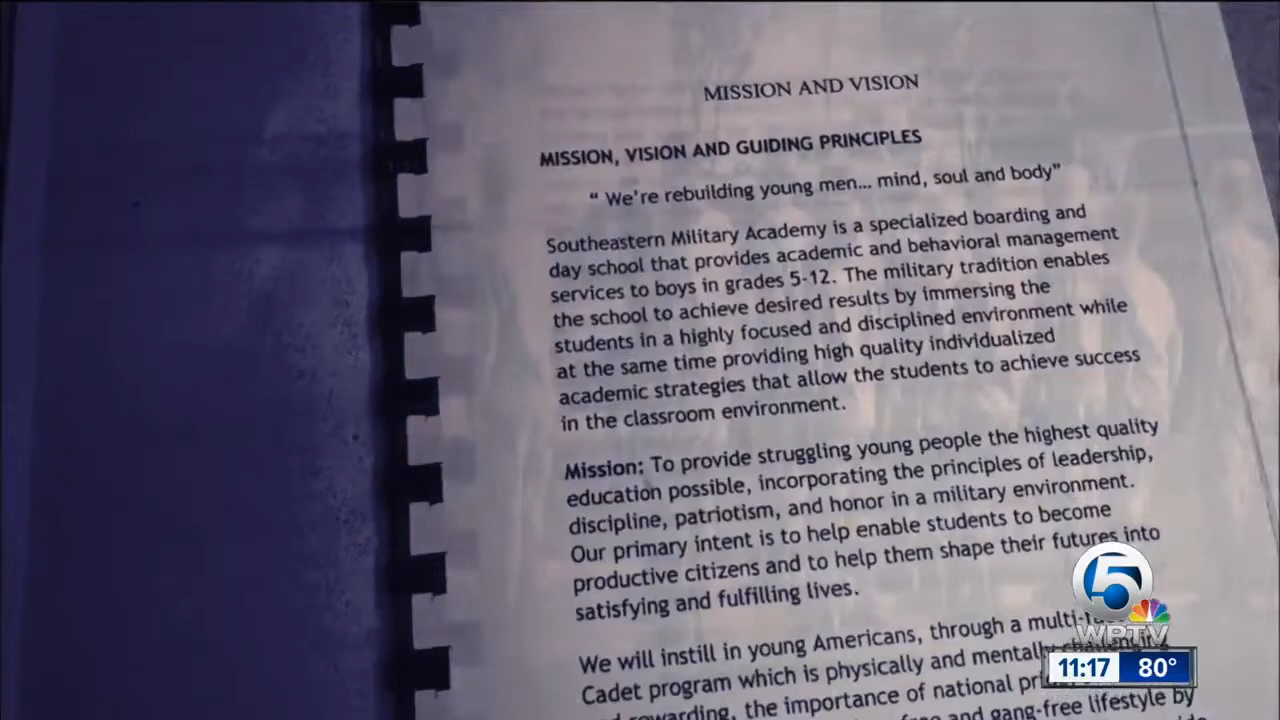 MISSION AND VISION
MISSION, VISION AND GUIDING PRINCIPLES
“ We're rebuilding young men... mind, soul and body”
Southeastern Military Academy is a specialized boarding and
day school that provides academic and behavioral management
services to boys in grades 5-12. The military tradition enables
the school to achieve desired results by immersing the
students in a highly focused and disciplined environment while
at the same time providing high quality individualized
academic strategies that allow the students to achieve success
in the classroom environment.
Mission: To provide struggling young people the highest quality
education possible, incorporating the principles of leadership,
discipline, patriotism, and honor in a military environment.
Our primary intent is to help enable students to become
productive citizens and to help them shape their futures into
satisfying and fulfilling lives.
We will instill in young Americans, through a
Cadet program which is physically and mentally
rewarding, the importance of national
and gang-free lifestyle by
5
WPTV
11:17 80°